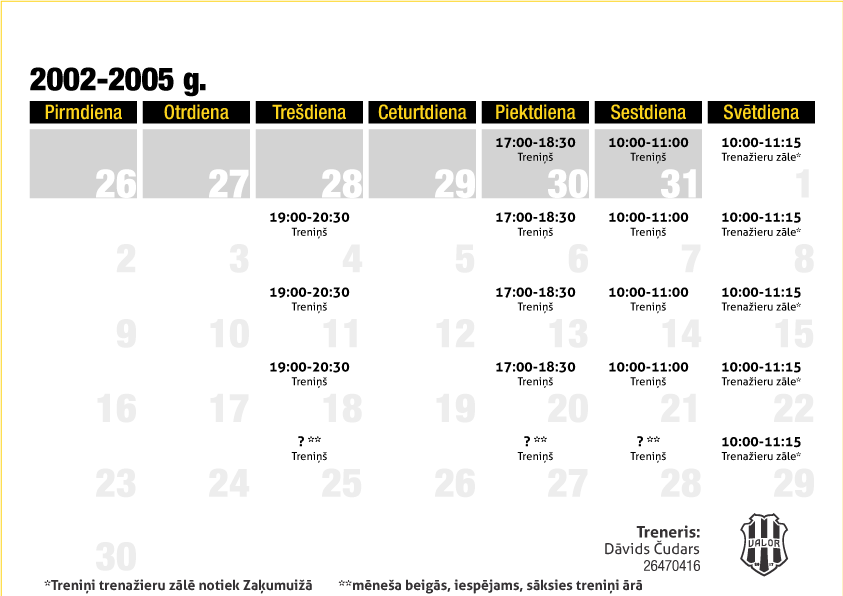 2002-2005 g.
Pirmdiena Otrdiena Trešdiena Ceturtdiena Piektdiena Sestdiena Svētdiena
17:00-18:30 10:00-11:00 10:00-11:15
Treniņš Treniņš Trenažieru zāle*
26 27 28 29 30 31 1
19:00-20:30 17:00-18:30 10:00-11:00 10:00-11:15
Treniņš Treniņš Treniņš Trenažieru zāle*
2 3 4 5 6 7 8
19:00-20:30 17:00-18:30 10:00-11:00 10:00-11:15
Treniņš Treniņš Treniņš Trenažieru zāle*
9 10 11 12 13 14 15
19:00-20:30 17:00-18:30 10:00-11:00 10:00-11:15
Treniņš Treniņš Treniņš Trenažieru zāle*
16 17 18 19 20 21 22
? ** ? ** ? ** 10:00-11:15
Treniņš Treniņš Treniņš Trenažieru zāle*
23 24 25 26 27 28 29
30
Treneris:
Dāvids Čudars
26470416
VALOR
*Treniņi trenažieru zālē notiek Zaķumuižā **mēneša beigās, iespējams, sāksies treniņi ārā